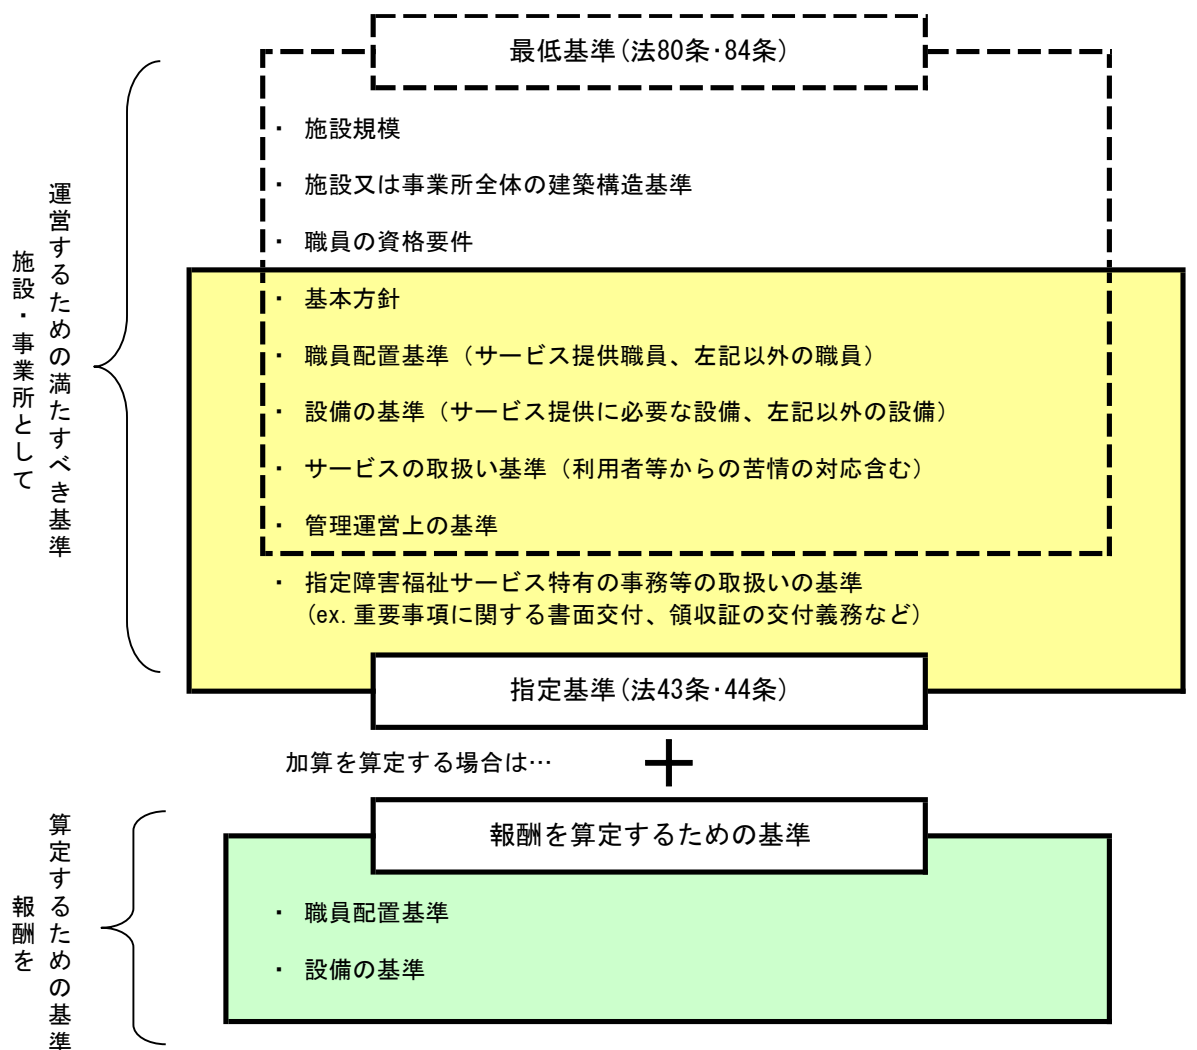 最低基準(法80条･84条)
・ 施設規模
・ 施設又は事業所全体の建築構造基準
・ 職員の資格要件
・ 基本方針
・ 職員配置基準（サービス提供職員、左記以外の職員）
・ 設備の基準（サービス提供に必要な設備、左記以外の設備）
・ サービスの取扱い基準（利用者等からの苦情の対応含む）
・ 管理運営上の基準
・ 指定障害福祉サービス特有の事務等の取扱いの基準
(ex.重要事項に関する書面交付、領収証の交付義務など)
指定基準(法43条･44条)
施設・事業所として
運営するための満たすべき基準
加算を算定する場合は…
＋
報酬を算定するための基準
・ 職員配置基準
・ 設備の基準
報酬を
算定するための基準